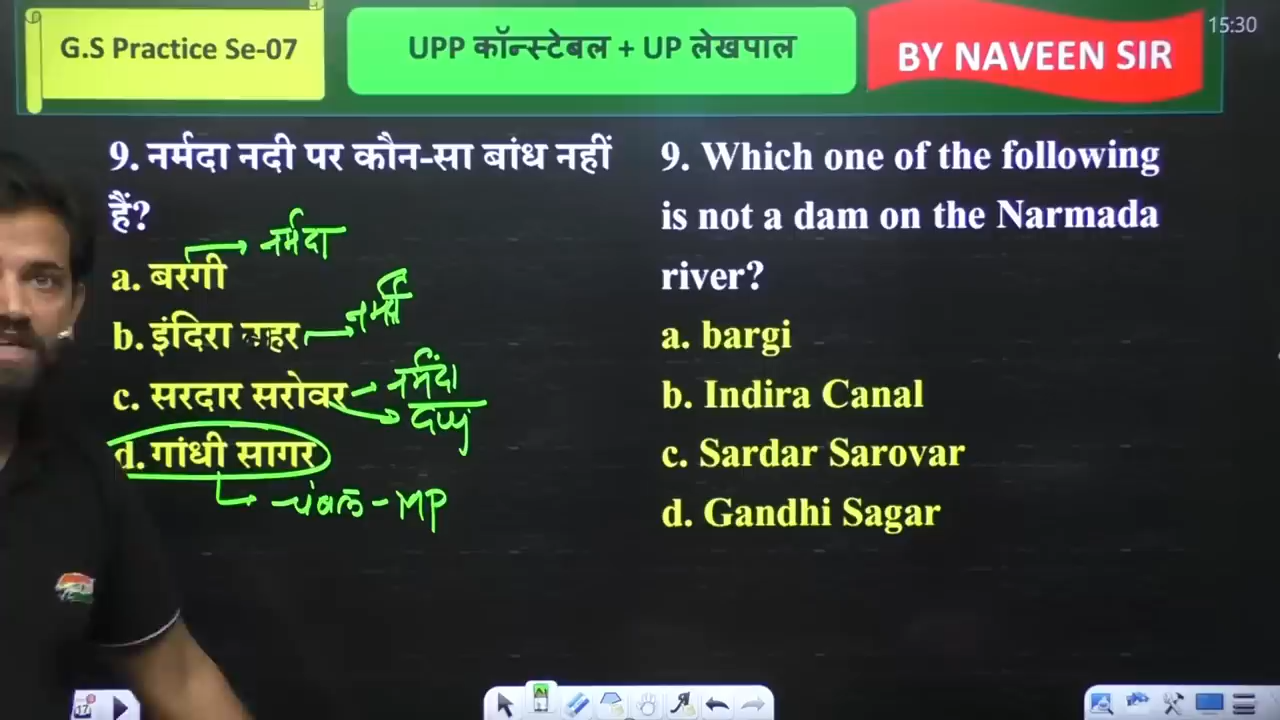 G.S Practice Se-07
UPP कॉन्स्टेबल + UP लेखपाल
BY NAVEEN SIR
15:30
9. नर्मदा नदी पर कौन-सा बांध नहीं
हैं?
a. बरगी
नर्मदा
b. इंदिरा नहर
c. सरदार सरोवर
नर्मदा
d. गांधी सागर
चंबल - MP
9. Which one of the following
is not a dam on the Narmada
river?
a. bargi
b. Indira Canal
c. Sardar Sarovar
d. Gandhi Sagar
17